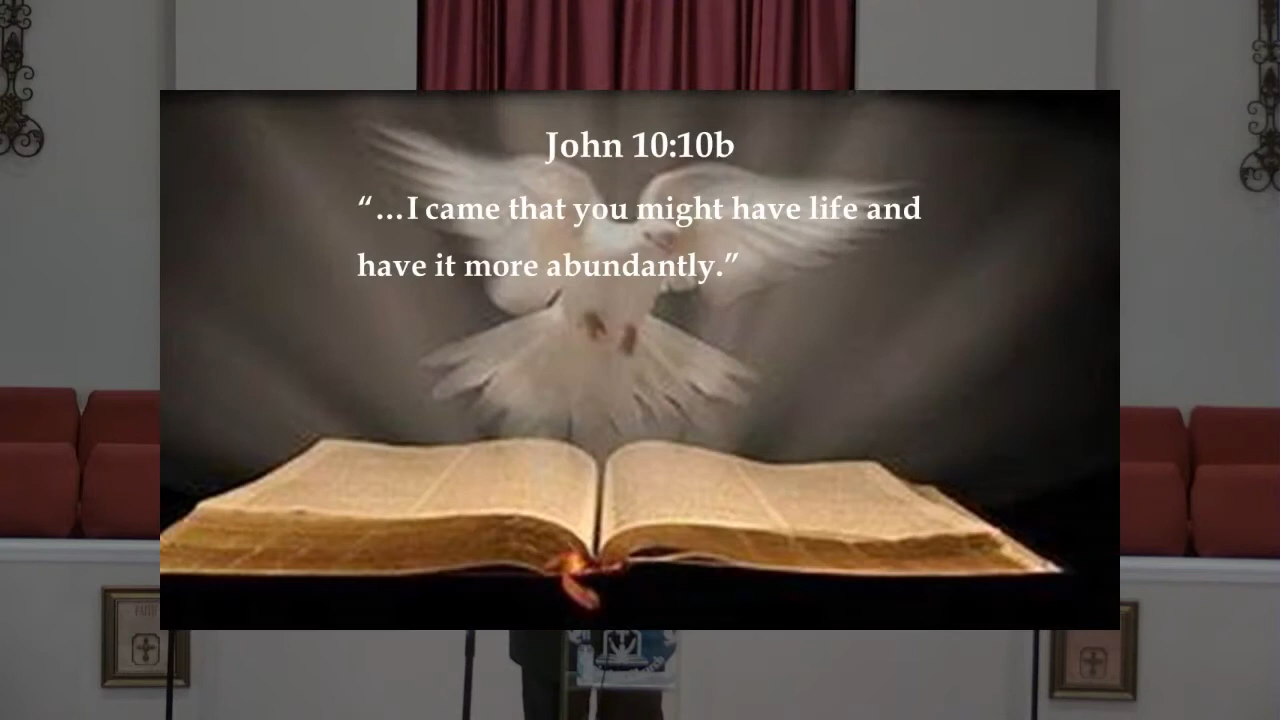 John 10:10b
“…I came that you might have life and
have it more abundantly.”